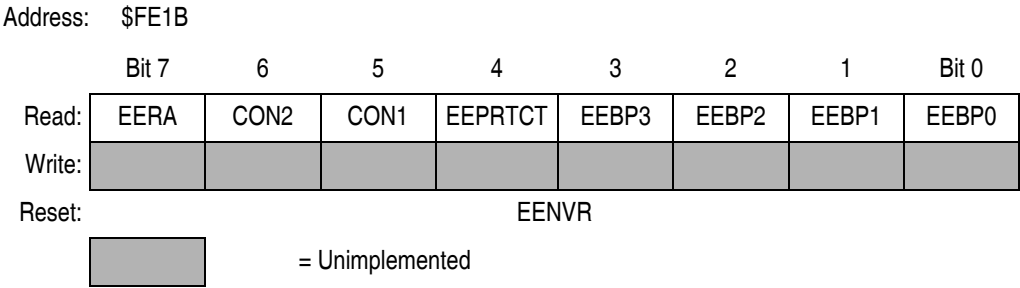 Address: $FE1B
Bit 7 6 5 4 3 2 1 Bit 0
Read: EERA CON2 CON1 EEPRTCT EEBP3 EEBP2 EEBP1 EEBP0
Write:
Reset: EENVR
= Unimplemented